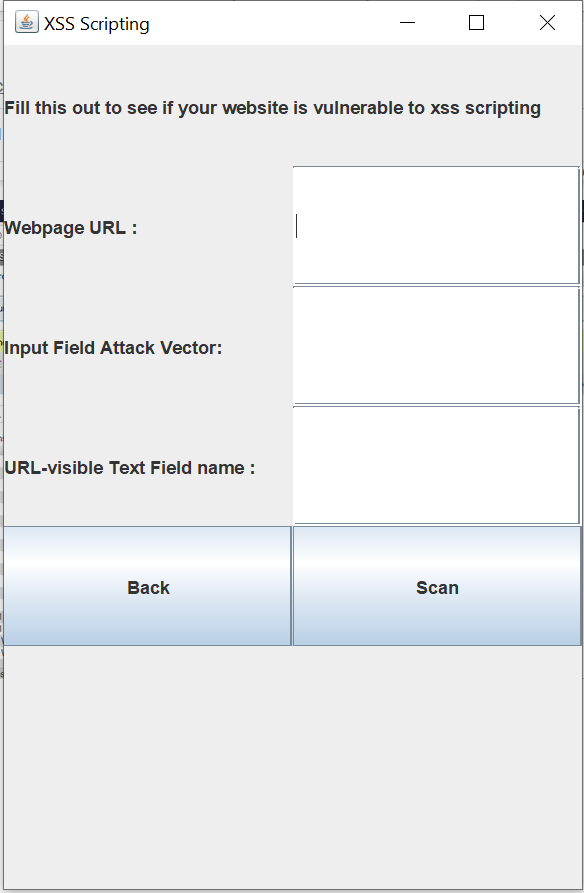 XSS Scripting
Fill this out to see if your website is vulnerable to xss scripting
Webpage URL :
Input Field Attack Vector:
URL-visible Text Field name :
Back
Scan